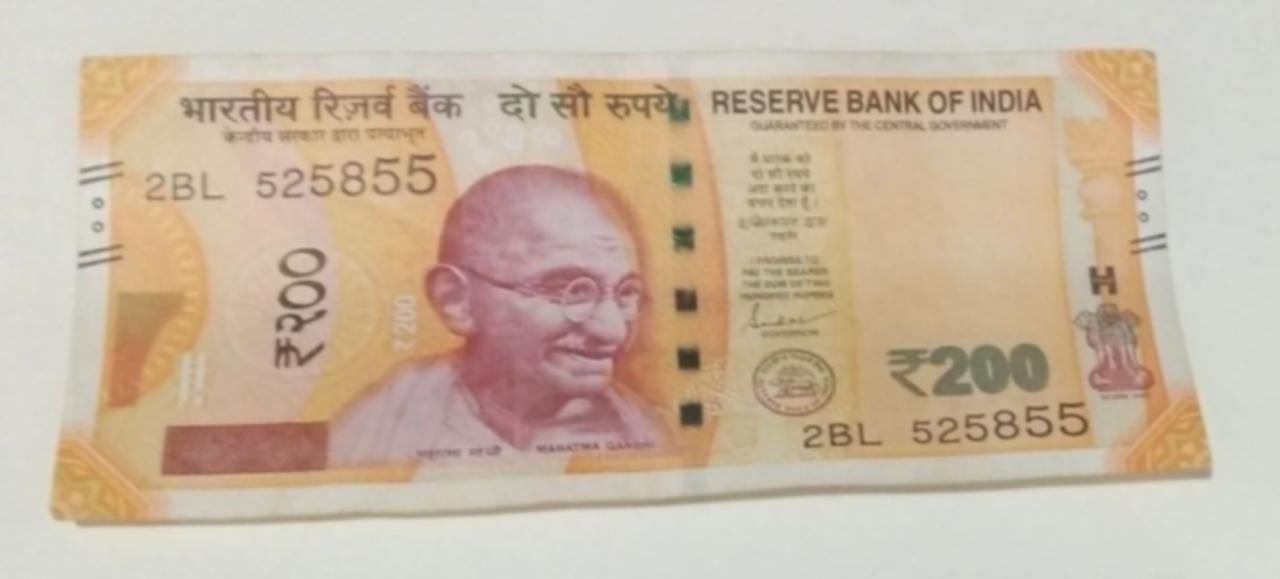 भारतीय रिज़र्व बैंक दो सौ रुपये RESERVE BANK OF INDIA
केन्द्रीय सरकार द्वारा प्रत्याभूत GUARANTEED BY THE CENTRAL GOVERNMENT
2BL 525855
₹२००
₹200
मैं धारक को
दो सौ रुपये
अदा करने का
वचन देता हूँ।
I PROMISE TO
PAY THE BEARER
THE SUM OF TWO
HUNDRED RUPEES
GOVERNOR
H
₹200
2BL 525855
महात्मा गांधी MAHATMA GANDHI